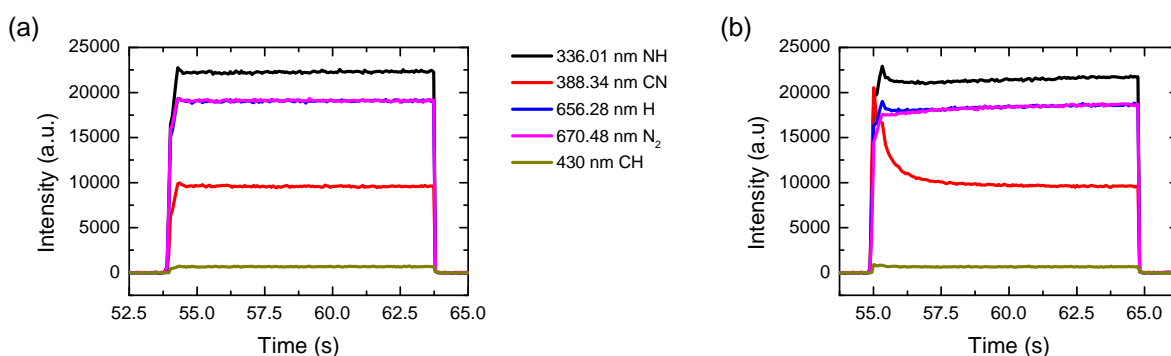 (a)
25000
20000
15000
10000
5000
0
Intensity (a.u.)
52.5 55.0 57.5 60.0 62.5 65.0
Time (s)
336.01 nm NH
388.34 nm CN
656.28 nm H
670.48 nm N₂
430 nm CH
(b)
25000
20000
15000
10000
5000
0
Intensity (a.u)
55.0 57.5 60.0 62.5 65.0
Time (s)